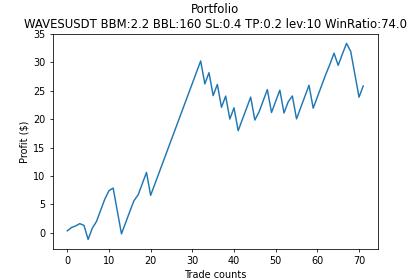 Portfolio
WAVESUSDT BBM:2.2 BBL:160 SL:0.4 TP:0.2 lev:10 WinRatio:74.0
Profit ($)
35
30
25
20
15
10
5
0
0 10 20 30 40 50 60 70
Trade counts